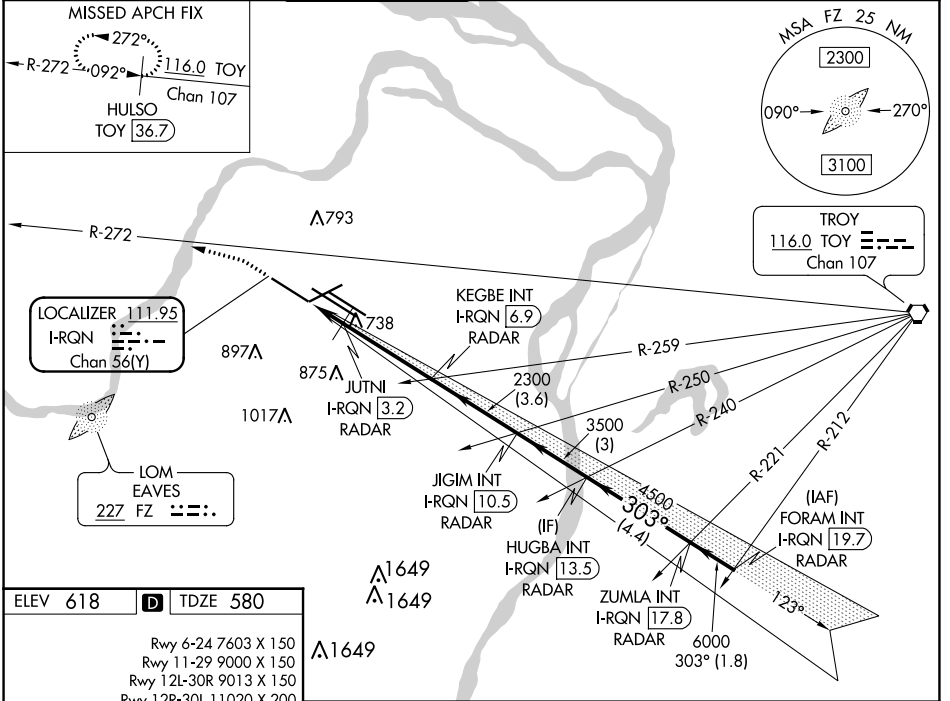 MISSED APCH FIX
272°
R-272
092°
116.0 TOY
Chan 107
HULSO
TOY 36.7
MSA FZ 25 NM
2300
090°
270°
3100
793
R-272
TROY
116.0 TOY
Chan 107
LOCALIZER 111.95
I-RQN
Chan 56(Y)
738
897
875
1017
KEGBE INT
I-RQN 6.9
RADAR
R-259
R-250
R-240
R-221
R-212
JUTNI
I-RQN 3.2
RADAR
2300
(3.6)
3500
(3)
4500
303°
(4.4)
JIGIM INT
I-RQN 10.5
RADAR
(IF)
HUGBA INT
I-RQN 13.5
RADAR
(IAF)
FORAM INT
I-RQN 19.7
RADAR
ZUMLA INT
I-RQN 17.8
RADAR
6000
303° (1.8)
123°
LOM
EAVES
227 FZ
1649
1649
1649
ELEV 618 D TDZE 580
Rwy 6-24 7603 X 150
Rwy 11-29 9000 X 150
Rwy 12L-30R 9013 X 150
Rwy 12R-30L 11020 X 200